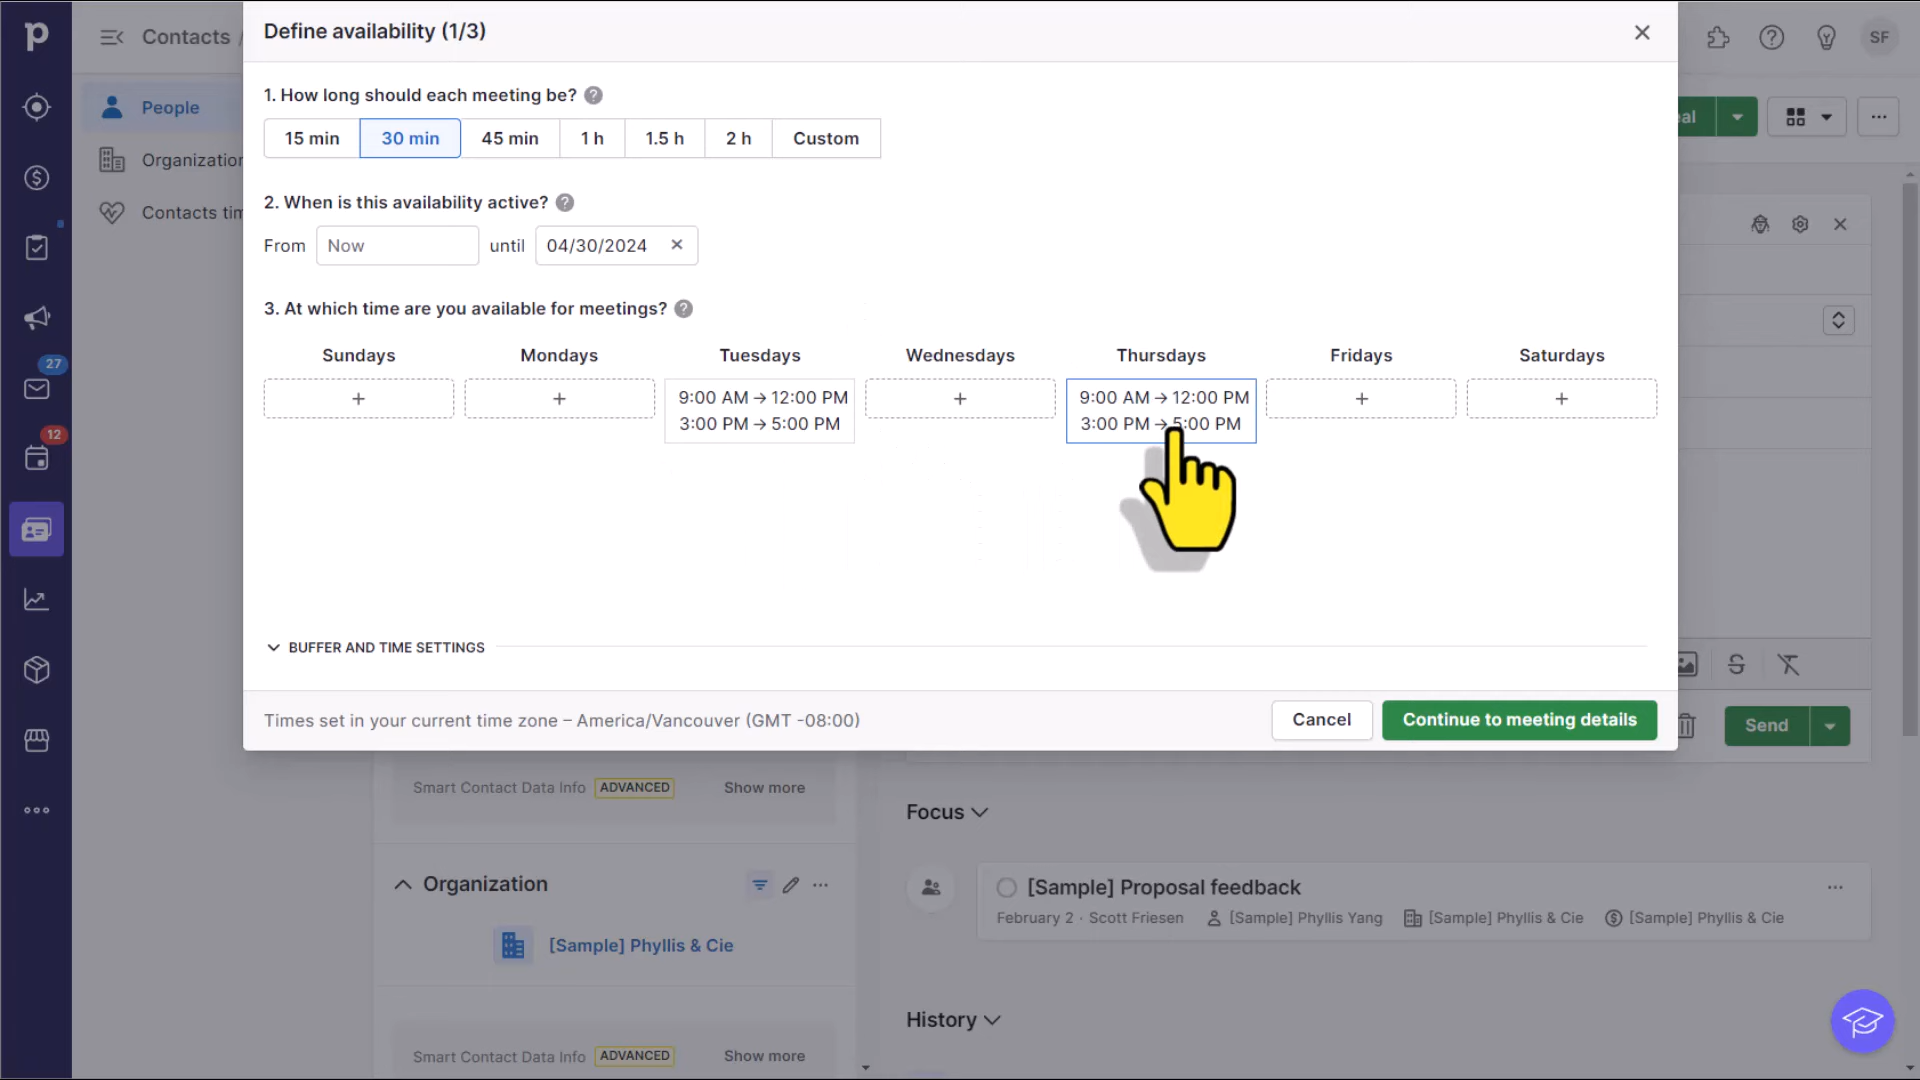 p
Contacts /
SF
Define availability (1/3)
People
Contacts tim
1. How long should each meeting be? ?
15 min 30 min 45 min 1 h 1.5 h 2 h Custom
2. When is this availability active? ?
From Now until 04/30/2024
3. At which time are you available for meetings? ?
Sundays Mondays Tuesdays Wednesdays Thursdays Fridays Saturdays
+ + 9:00 AM → 12:00 PM + 9:00 AM → 12:00 PM + +
3:00 PM → 5:00 PM 3:00 PM → 5:00 PM
27
12
BUFFER AND TIME SETTINGS
Times set in your current time zone – America/Vancouver (GMT -08:00)
Cancel Continue to meeting details
Send
Smart Contact Data Info ADVANCED Show more
Focus
Organization
[Sample] Proposal feedback
February 2 · Scott Friesen [Sample] Phyllis Yang [Sample] Phyllis & Cie [Sample] Phyllis & Cie
[Sample] Phyllis & Cie
History
Smart Contact Data Info ADVANCED Show more